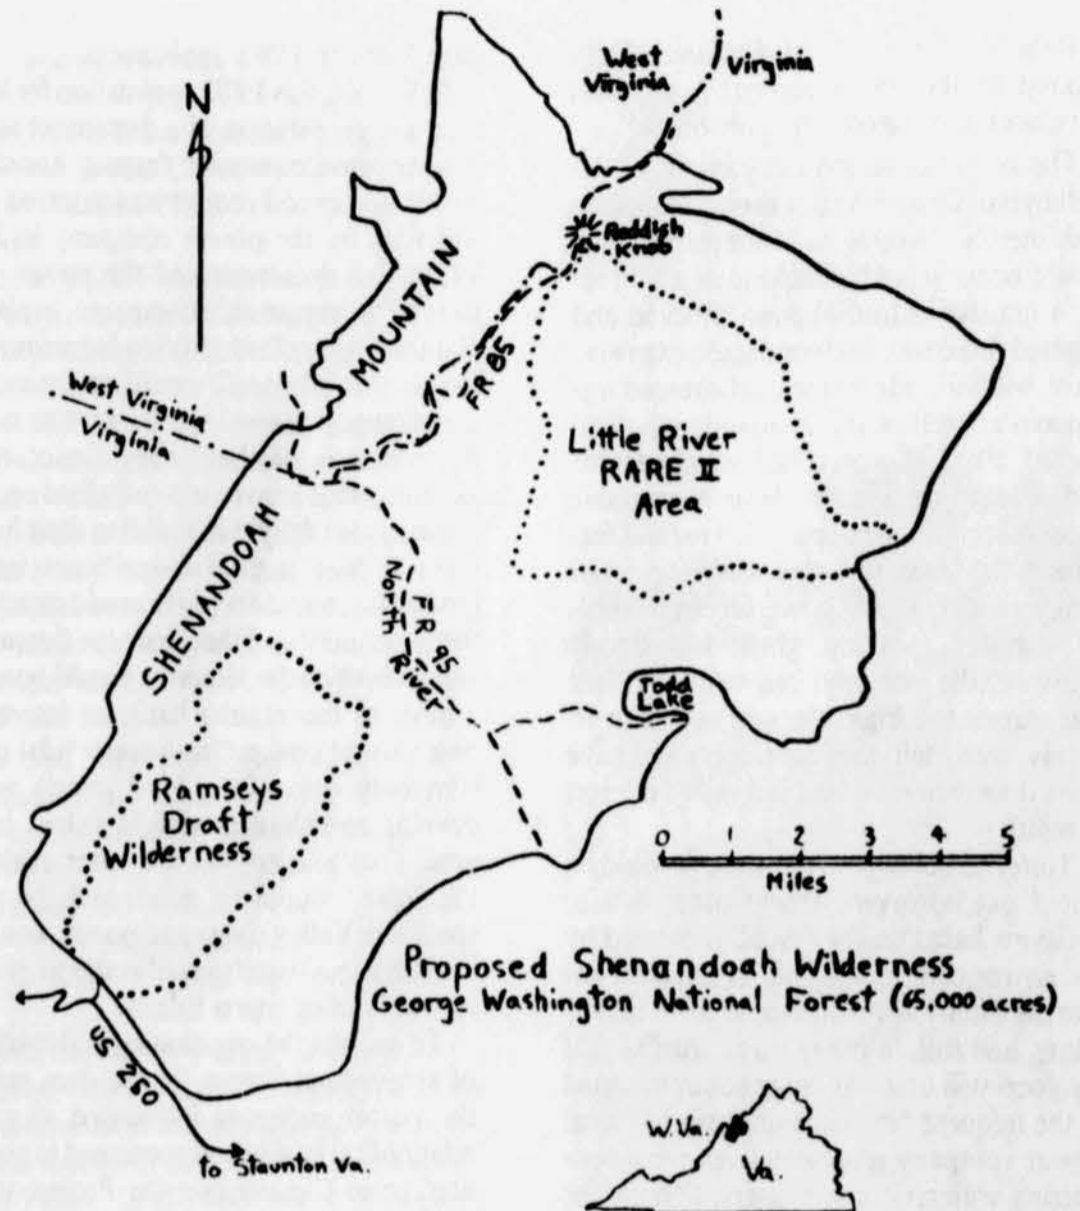 West
Virginia
Virginia
N
Reddish
Knob
MOUNTAIN
FR 85
West Virginia
Virginia
Little River
RARE II
Area
SHENANDOAH
FR 95
North River
Todd
Lake
Ramseys
Draft
Wilderness
0 1 2 3 4 5
Miles
Proposed Shenandoah Wilderness
George Washington National Forest (65,000 acres)
US 250
to Staunton Va.
W. Va.
Va.